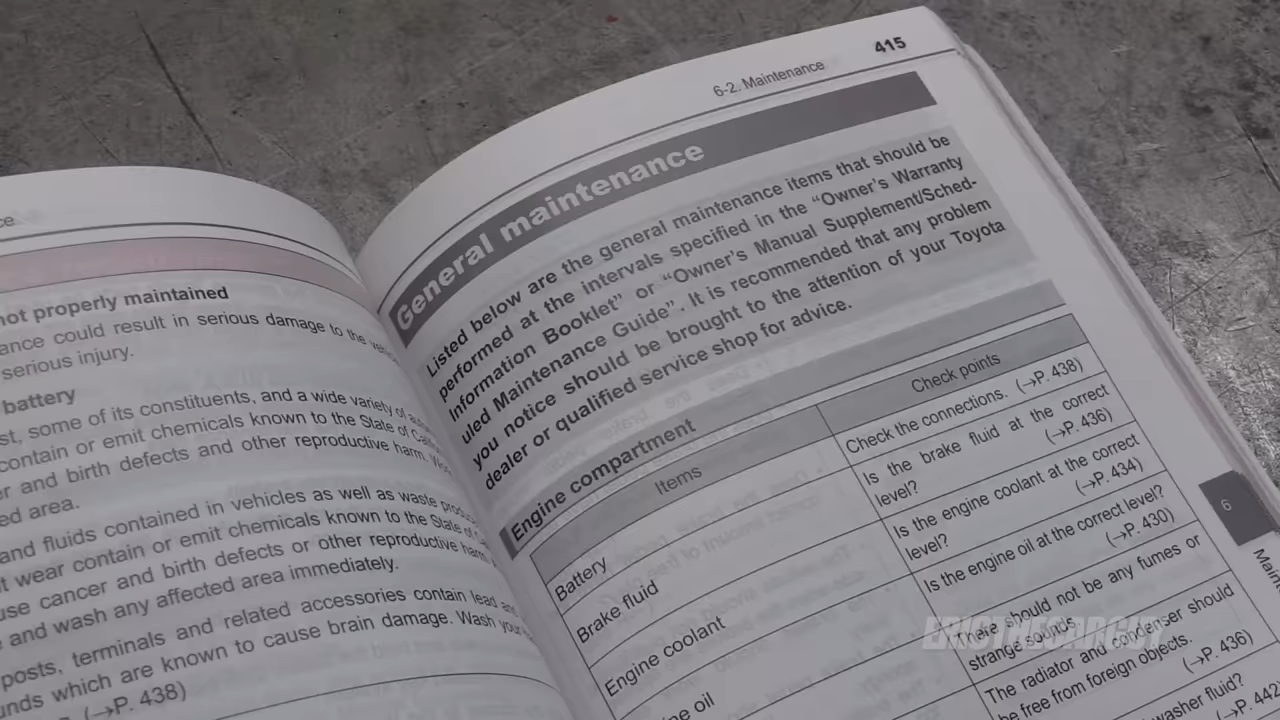 ce
not properly maintained
ance could result in serious damage to the
serious injury.
battery
st, some of its constituents, and a wide variety of
contain or emit chemicals known to the State of
er and birth defects and other reproductive harm.
ed area.
and fluids contained in vehicles as well as waste
t wear contain or emit chemicals known to the State of
use cancer and birth defects or other reproductive
e and wash any affected area immediately.
posts, terminals and related accessories contain lead
unds which are known to cause brain damage. Wash
(→P. 438)
415
6-2. Maintenance
General maintenance
Listed below are the general maintenance items that should be
performed at the intervals specified in the “Owner’s Warranty
Information Booklet” or “Owner’s Manual Supplement/Sched-
uled Maintenance Guide”. It is recommended that any problem
you notice should be brought to the attention of your Toyota
dealer or qualified service shop for advice.
Engine compartment
Items
Check points
Battery
Check the connections. (→P. 438)
Brake fluid
Is the brake fluid at the correct
level? (→P. 436)
Engine coolant
Is the engine coolant at the correct
level? (→P. 434)
ne oil
Is the engine oil at the correct level?
(→P. 430)
There should not be any fumes or
strange sounds.
The radiator and condenser should
be free from foreign objects.
(→P. 436)
washer fluid?
(→P. 442)
6
Main
ERICTHECARGUY